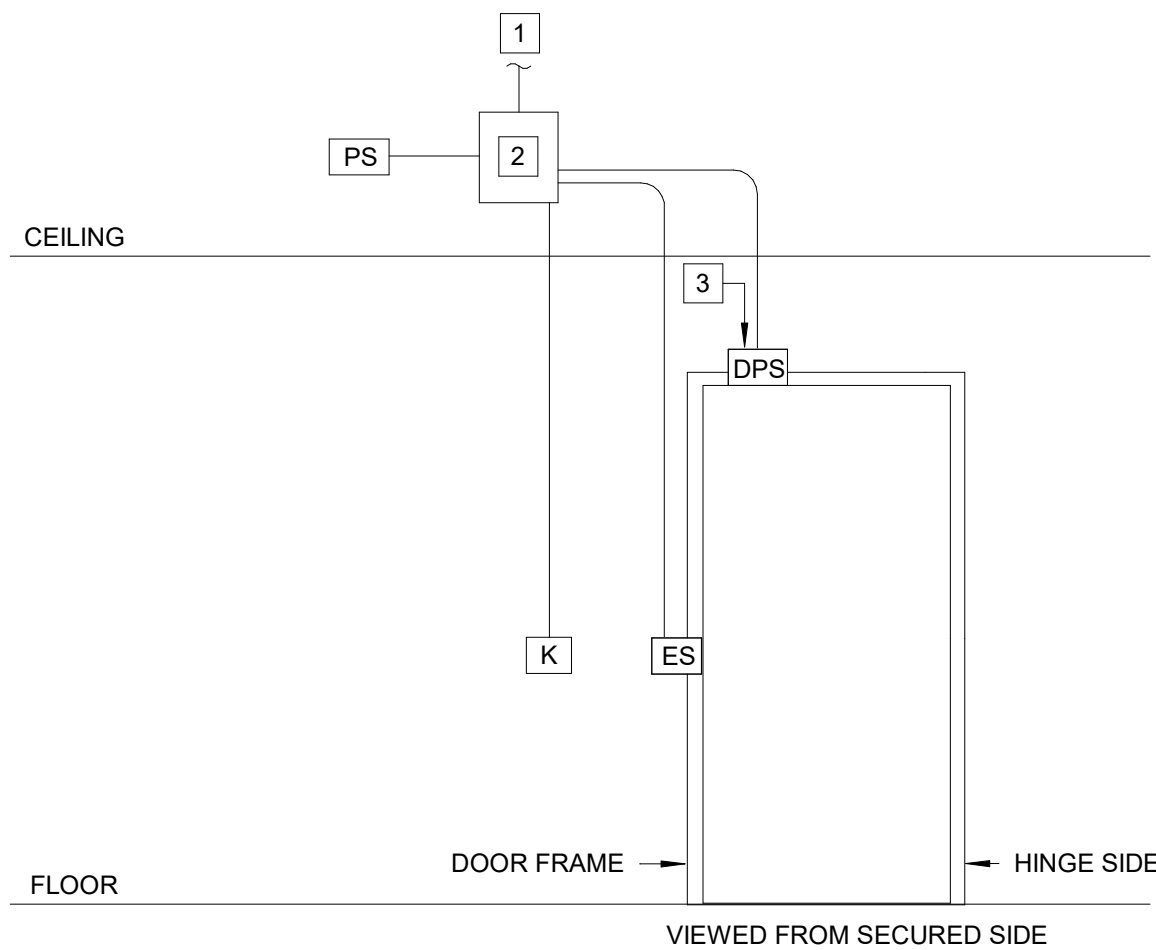 1
PS
2
CEILING
3
DPS
K
ES
DOOR FRAME
HINGE SIDE
FLOOR
VIEWED FROM SECURED SIDE